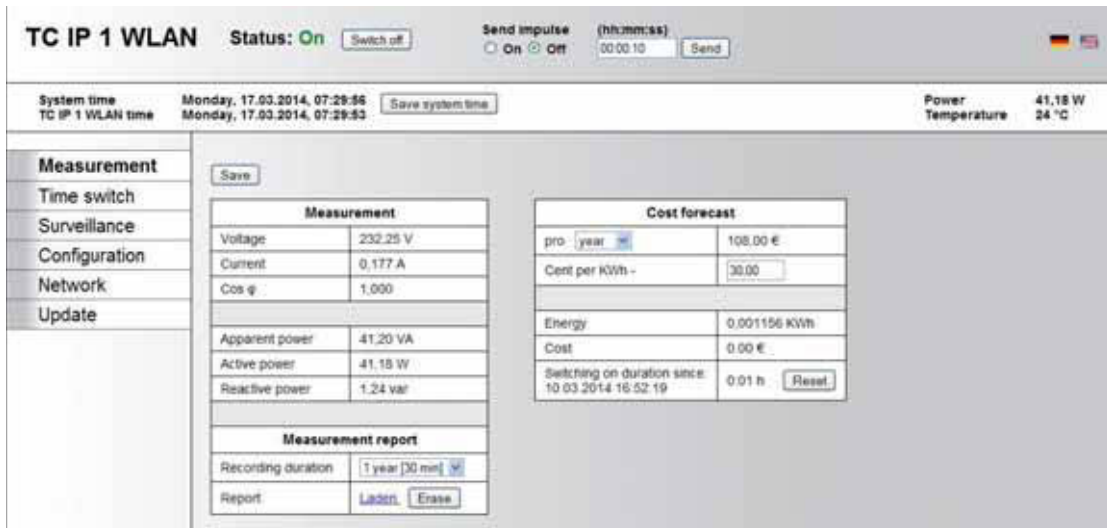 TC IP 1 WLAN
Status: On
Switch off
Send impulse
On Off
(hh:mm:ss)
00:00:10
Send
System time Monday, 17.03.2014, 07:29:56
TC IP 1 WLAN time Monday, 17.03.2014, 07:29:53
Save system time
Power 41,18 W
Temperature 24 °C
Measurement
Time switch
Surveillance
Configuration
Network
Update
Save
Measurement
Voltage 232,25 V
Current 0,177 A
Cos φ 1,000
Apparent power 41,20 VA
Active power 41,18 W
Reactive power 1,24 var
Measurement report
Recording duration 1 year [30 min]
Report Laden. Erase
Cost forecast
pro year 108,00 €
Cent per KWh - 30.00
Energy 0,001156 KWh
Cost 0.00 €
Switching on duration since:
10.03.2014 16:52:19
0:01 h Reset